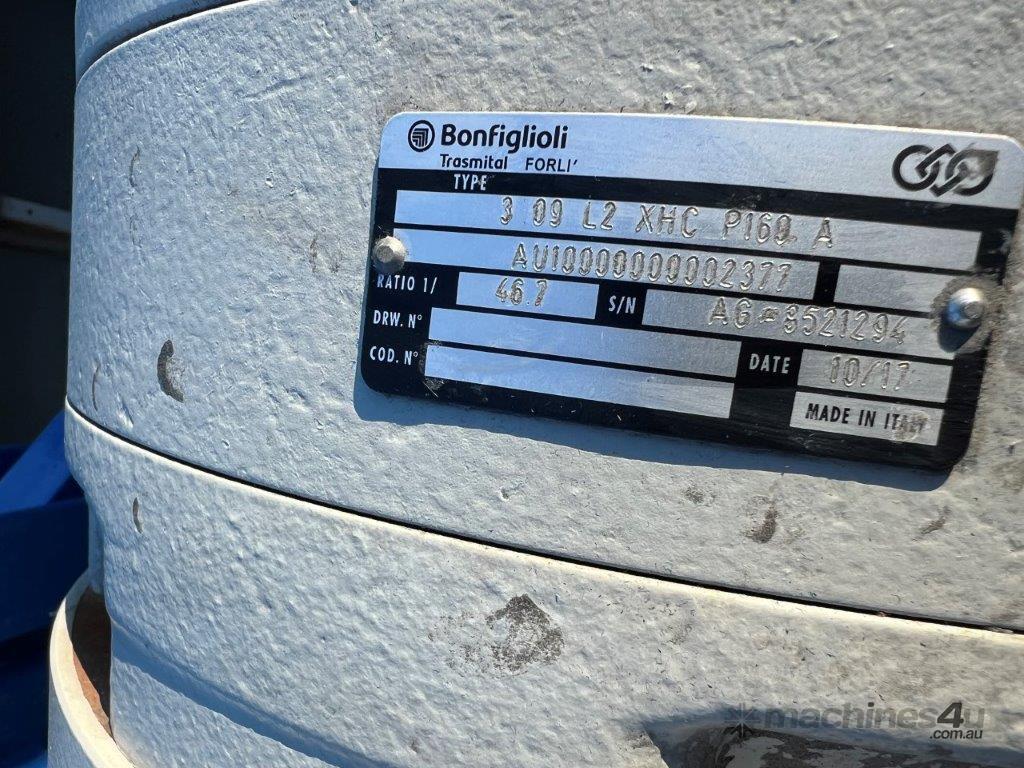 Bonfiglioli
Trasmital FORLI'
TYPE
3 09 L2 XHC P160 A
AU10000000002377
RATIO 1/ 46.7 S/N AG-8521294
DRW. N°
COD. N° DATE 10/17
MADE IN ITALY
machines4u
.com.au